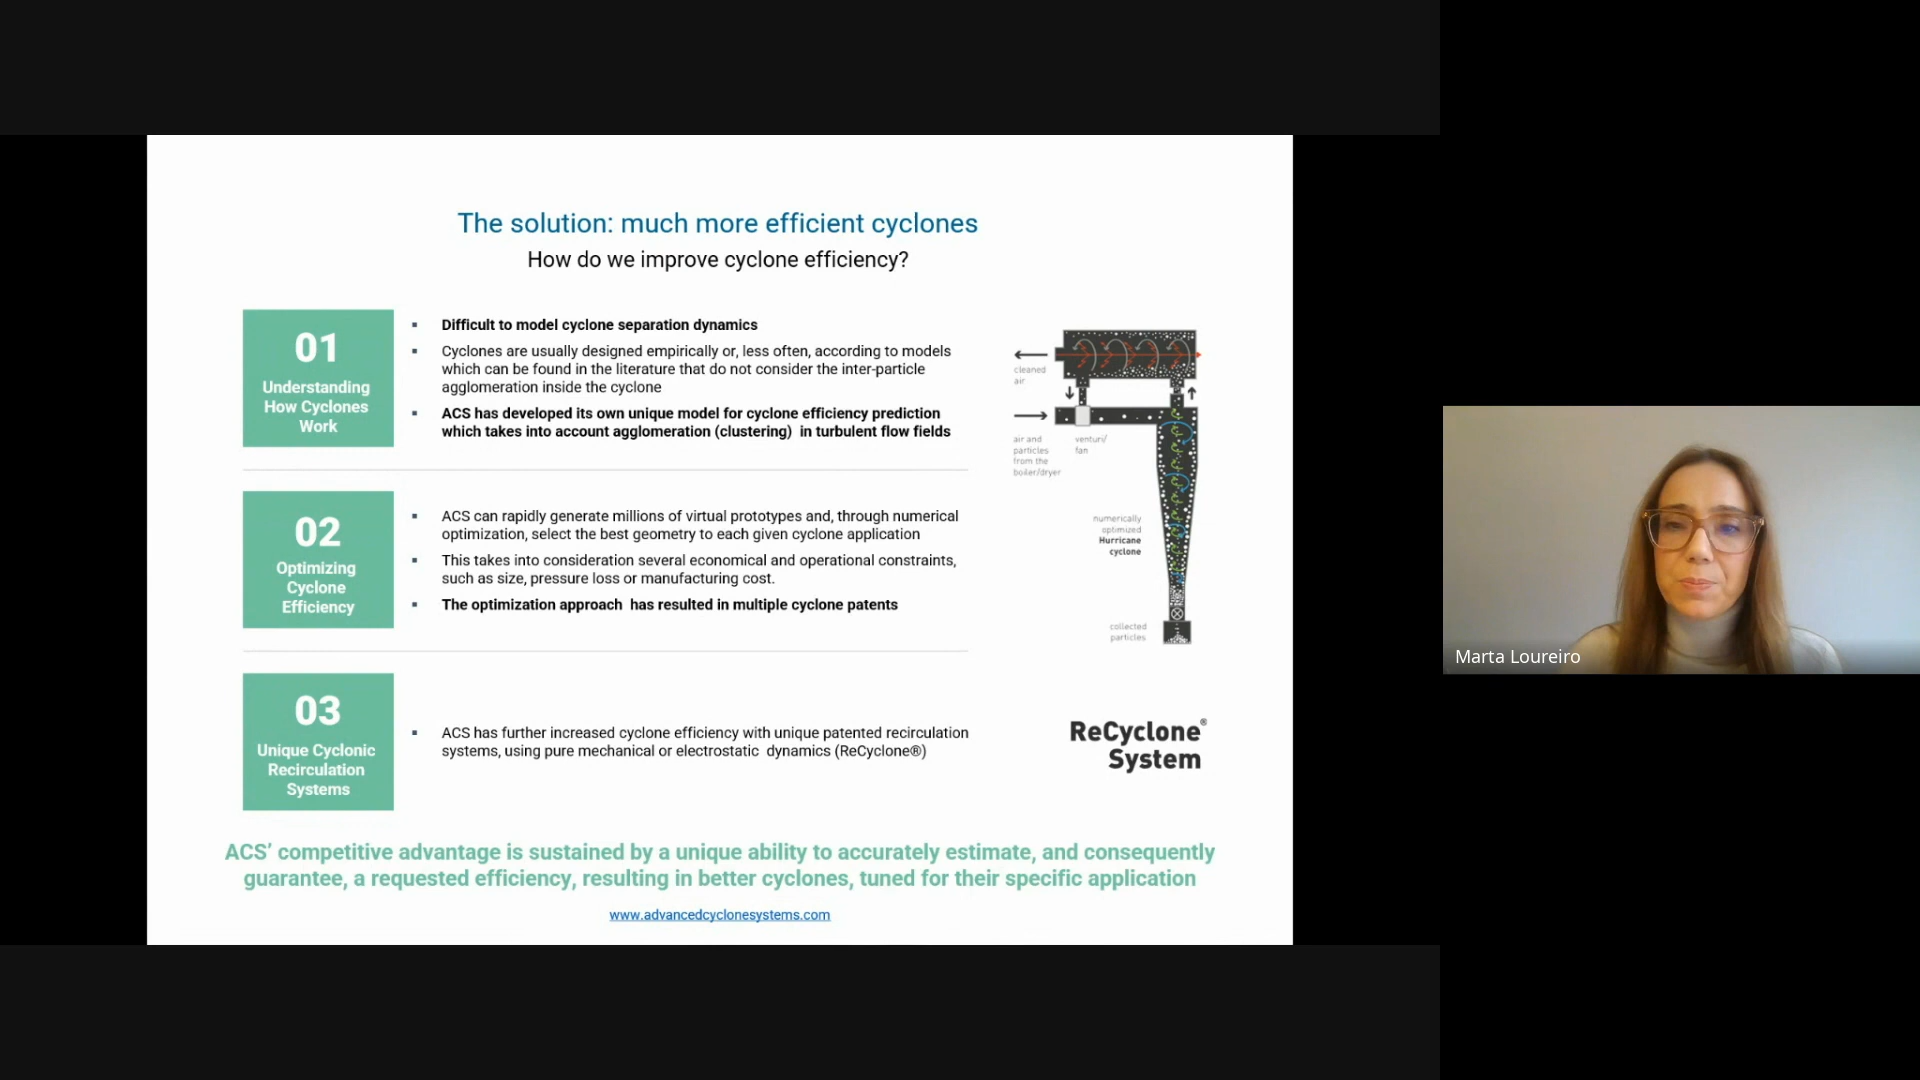 The solution: much more efficient cyclones
How do we improve cyclone efficiency?
01
Understanding
How Cyclones
Work
▪ Difficult to model cyclone separation dynamics
▪ Cyclones are usually designed empirically or, less often, according to models
which can be found in the literature that do not consider the inter-particle
agglomeration inside the cyclone
▪ ACS has developed its own unique model for cyclone efficiency prediction
which takes into account agglomeration (clustering)  in turbulent flow fields
02
Optimizing
Cyclone
Efficiency
▪ ACS can rapidly generate millions of virtual prototypes and, through numerical
optimization, select the best geometry to each given cyclone application
▪ This takes into consideration several economical and operational constraints,
such as size, pressure loss or manufacturing cost.
▪ The optimization approach  has resulted in multiple cyclone patents
03
Unique Cyclonic
Recirculation
Systems
▪ ACS has further increased cyclone efficiency with unique patented recirculation
systems, using pure mechanical or electrostatic  dynamics (ReCyclone®)
cleaned
air
air and
particles
from the
boiler/dryer
venturi/
fan
numerically
optimized
Hurricane
cyclone
collected
particles
ReCyclone®
System
ACS’ competitive advantage is sustained by a unique ability to accurately estimate, and consequently
guarantee, a requested efficiency, resulting in better cyclones, tuned for their specific application
www.advancedcyclonesystems.com
Marta Loureiro